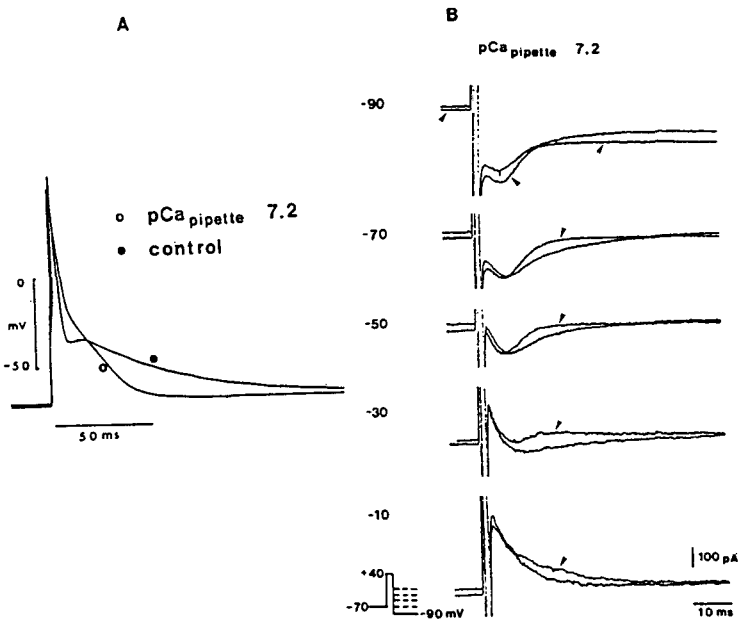 A
○ pCa pipette 7.2
● control
0
mV
-50
50 ms
B
pCa pipette 7.2
-90
-70
-50
-30
-10
+40
-70
-90 mV
100 pA
10 ms